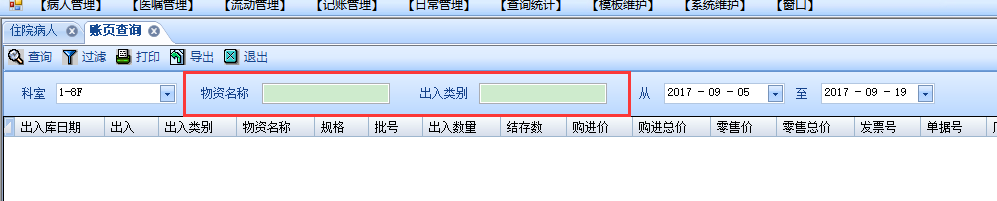 【病人管理】 【医嘱管理】 【流动管理】 【记账管理】 【日常管理】 【查询统计】 【模板维护】 【系统维护】 【窗口】
住院病人 账页查询
查询 过滤 打印 导出 退出
科室 1-8F 物资名称 出入类别 从 2017 - 09 - 05 至 2017 - 09 - 19
出入库日期 出入 出入类别 物资名称 规格 批号 出入数量 结存数 购进价 购进总价 零售价 零售总价 发票号 单据号